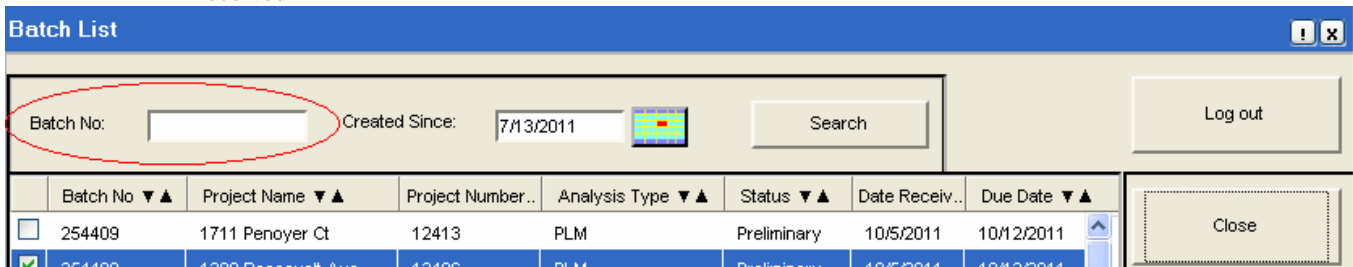 Batch List
! X
Batch No: Created Since: 7/13/2011 Search Log out
Batch No ▼▲ Project Name ▼▲ Project Number.. Analysis Type ▼▲ Status ▼▲ Date Receiv.. Due Date ▼▲
Close
254409 1711 Penoyer Ct 12413 PLM Preliminary 10/5/2011 10/12/2011